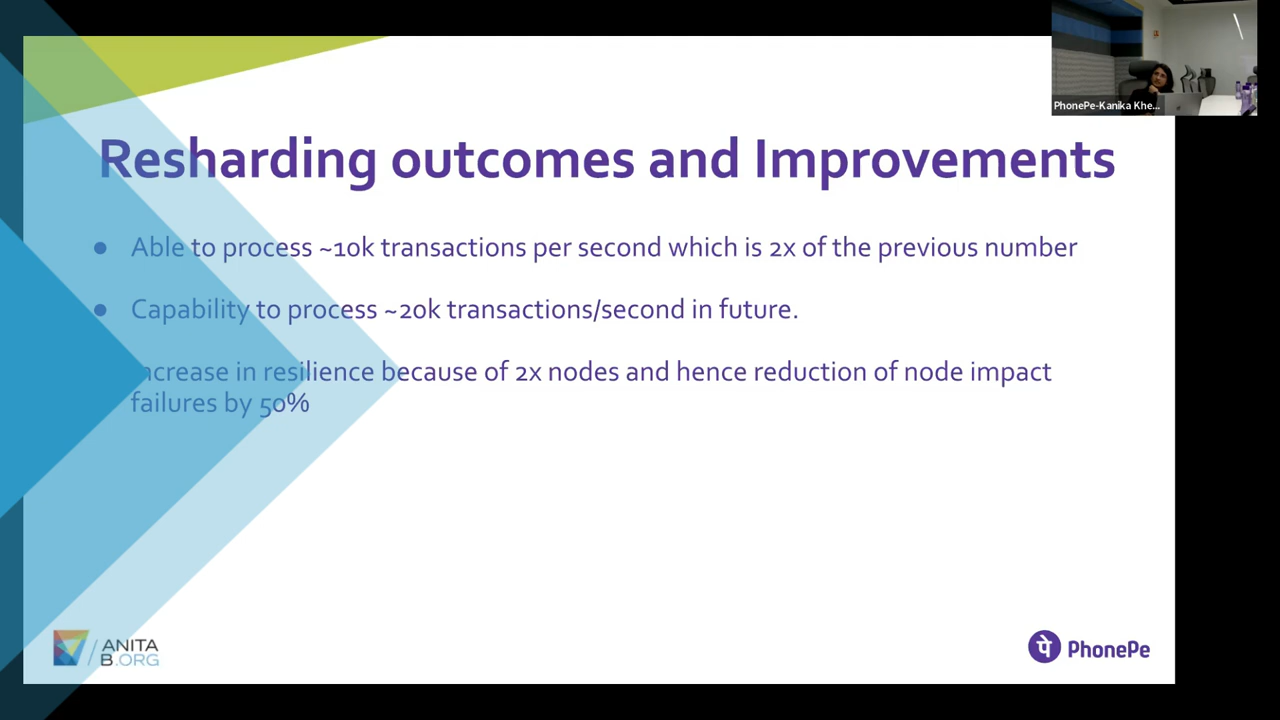 PhonePe-Kanika Khe...
Resharding outcomes and Improvements
● Able to process ~10k transactions per second which is 2x of the previous number
● Capability to process ~20k transactions/second in future.
Increase in resilience because of 2x nodes and hence reduction of node impact
failures by 50%
ANITA
B.ORG
पे PhonePe